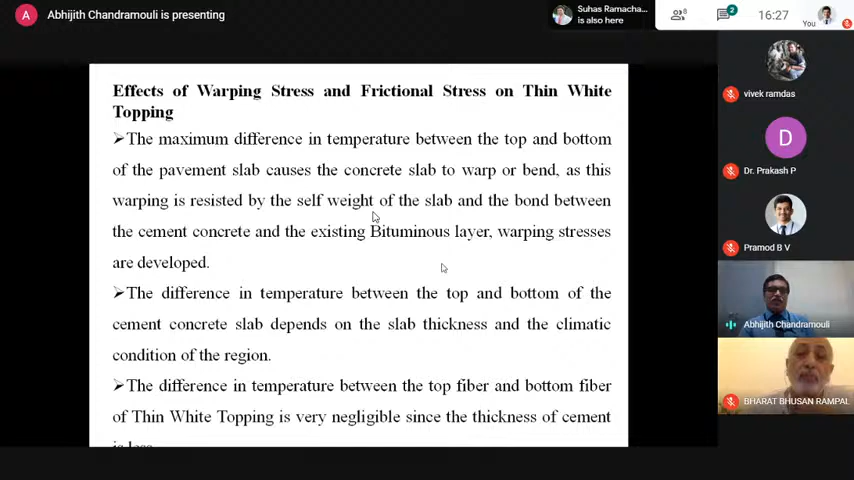 A
Abhijith Chandramouli is presenting
Suhas Ramacha...
is also here
8
2
16:27
You
Effects of Warping Stress and Frictional Stress on Thin White
Topping
➢The maximum difference in temperature between the top and bottom
of the pavement slab causes the concrete slab to warp or bend, as this
warping is resisted by the self weight of the slab and the bond between
the cement concrete and the existing Bituminous layer, warping stresses
are developed.
➢The difference in temperature between the top and bottom of the
cement concrete slab depends on the slab thickness and the climatic
condition of the region.
➢The difference in temperature between the top fiber and bottom fiber
of Thin White Topping is very negligible since the thickness of cement
is less
vivek ramdas
D
Dr. Prakash P
Pramod B V
Abhijith Chandramouli
BHARAT BHUSAN RAMPAL